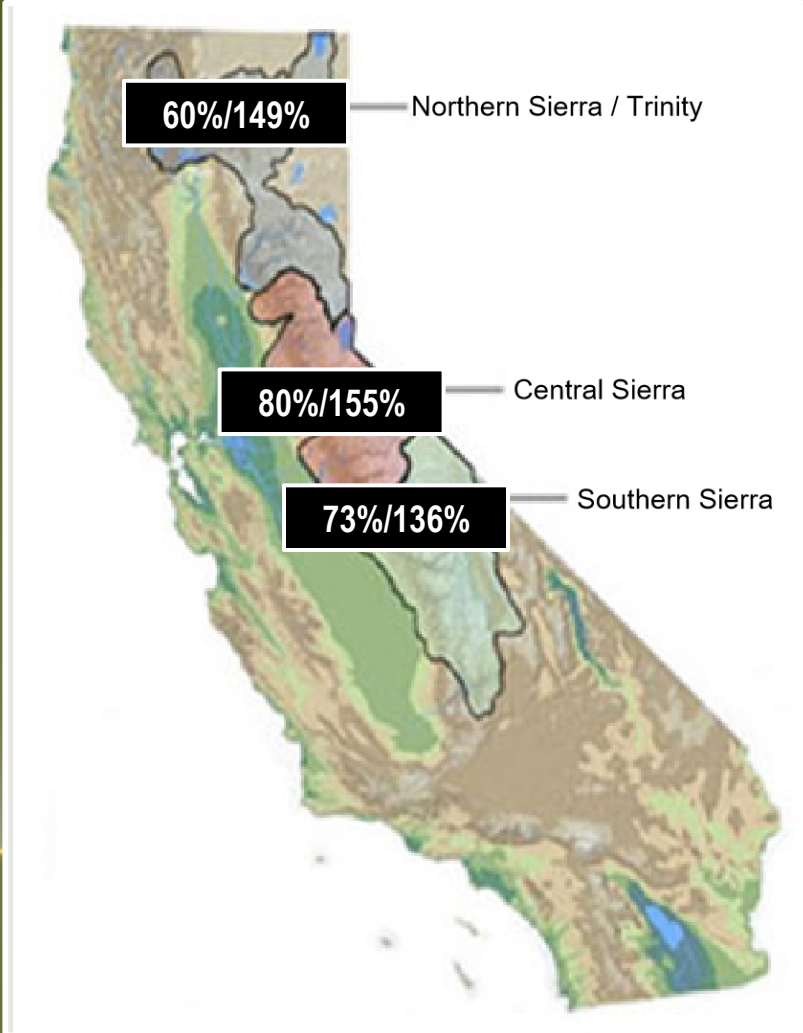 60%/149%
Northern Sierra / Trinity
80%/155%
Central Sierra
73%/136%
Southern Sierra